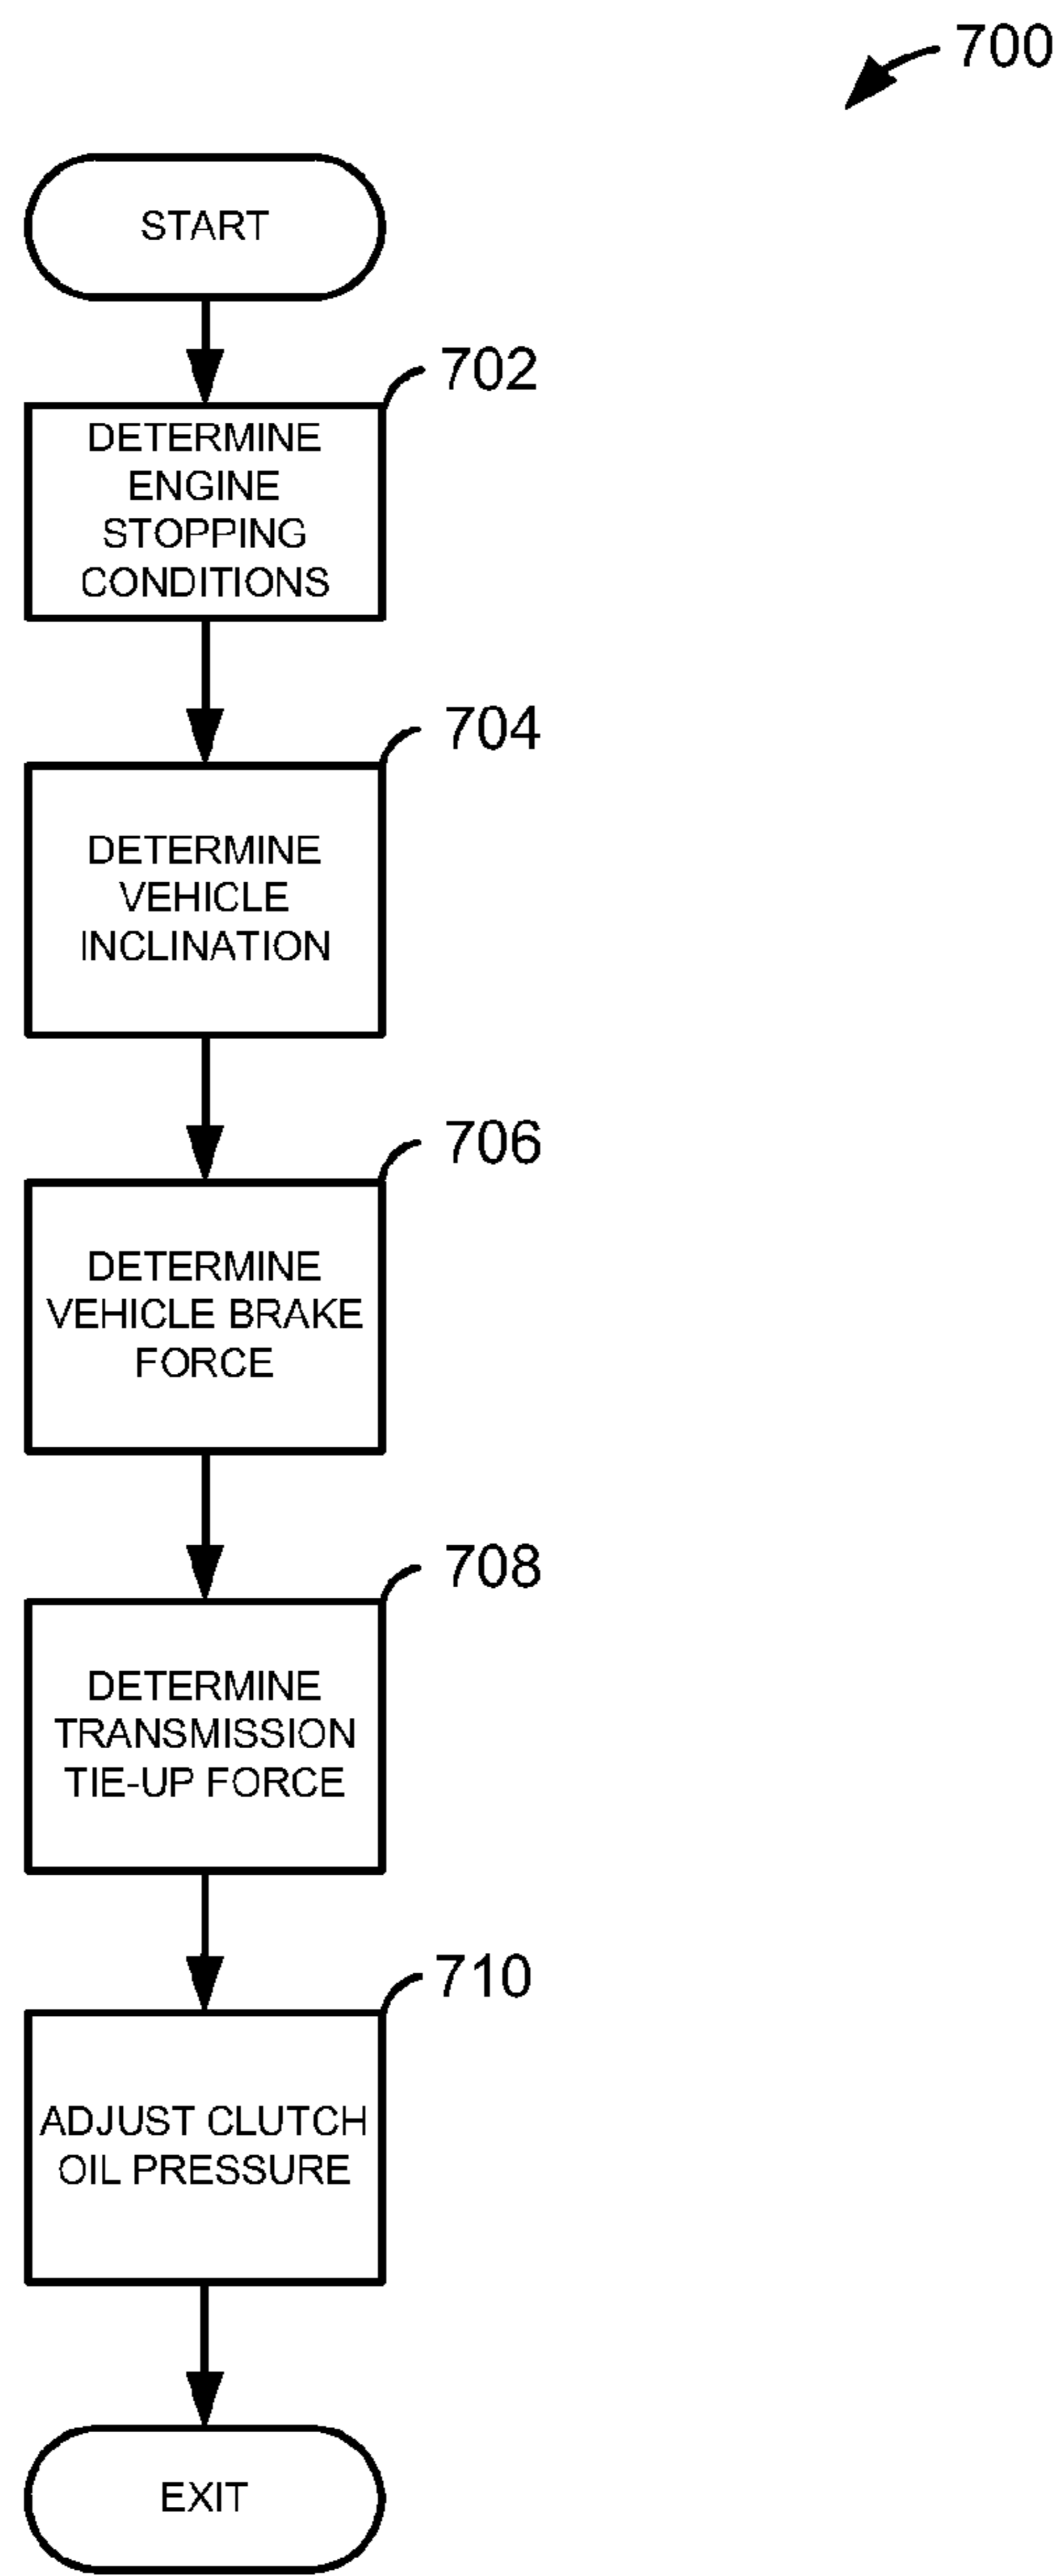 700
START
702
DETERMINE
ENGINE
STOPPING
CONDITIONS
704
DETERMINE
VEHICLE
INCLINATION
706
DETERMINE
VEHICLE BRAKE
FORCE
708
DETERMINE
TRANSMISSION
TIE-UP FORCE
710
ADJUST CLUTCH
OIL PRESSURE
EXIT